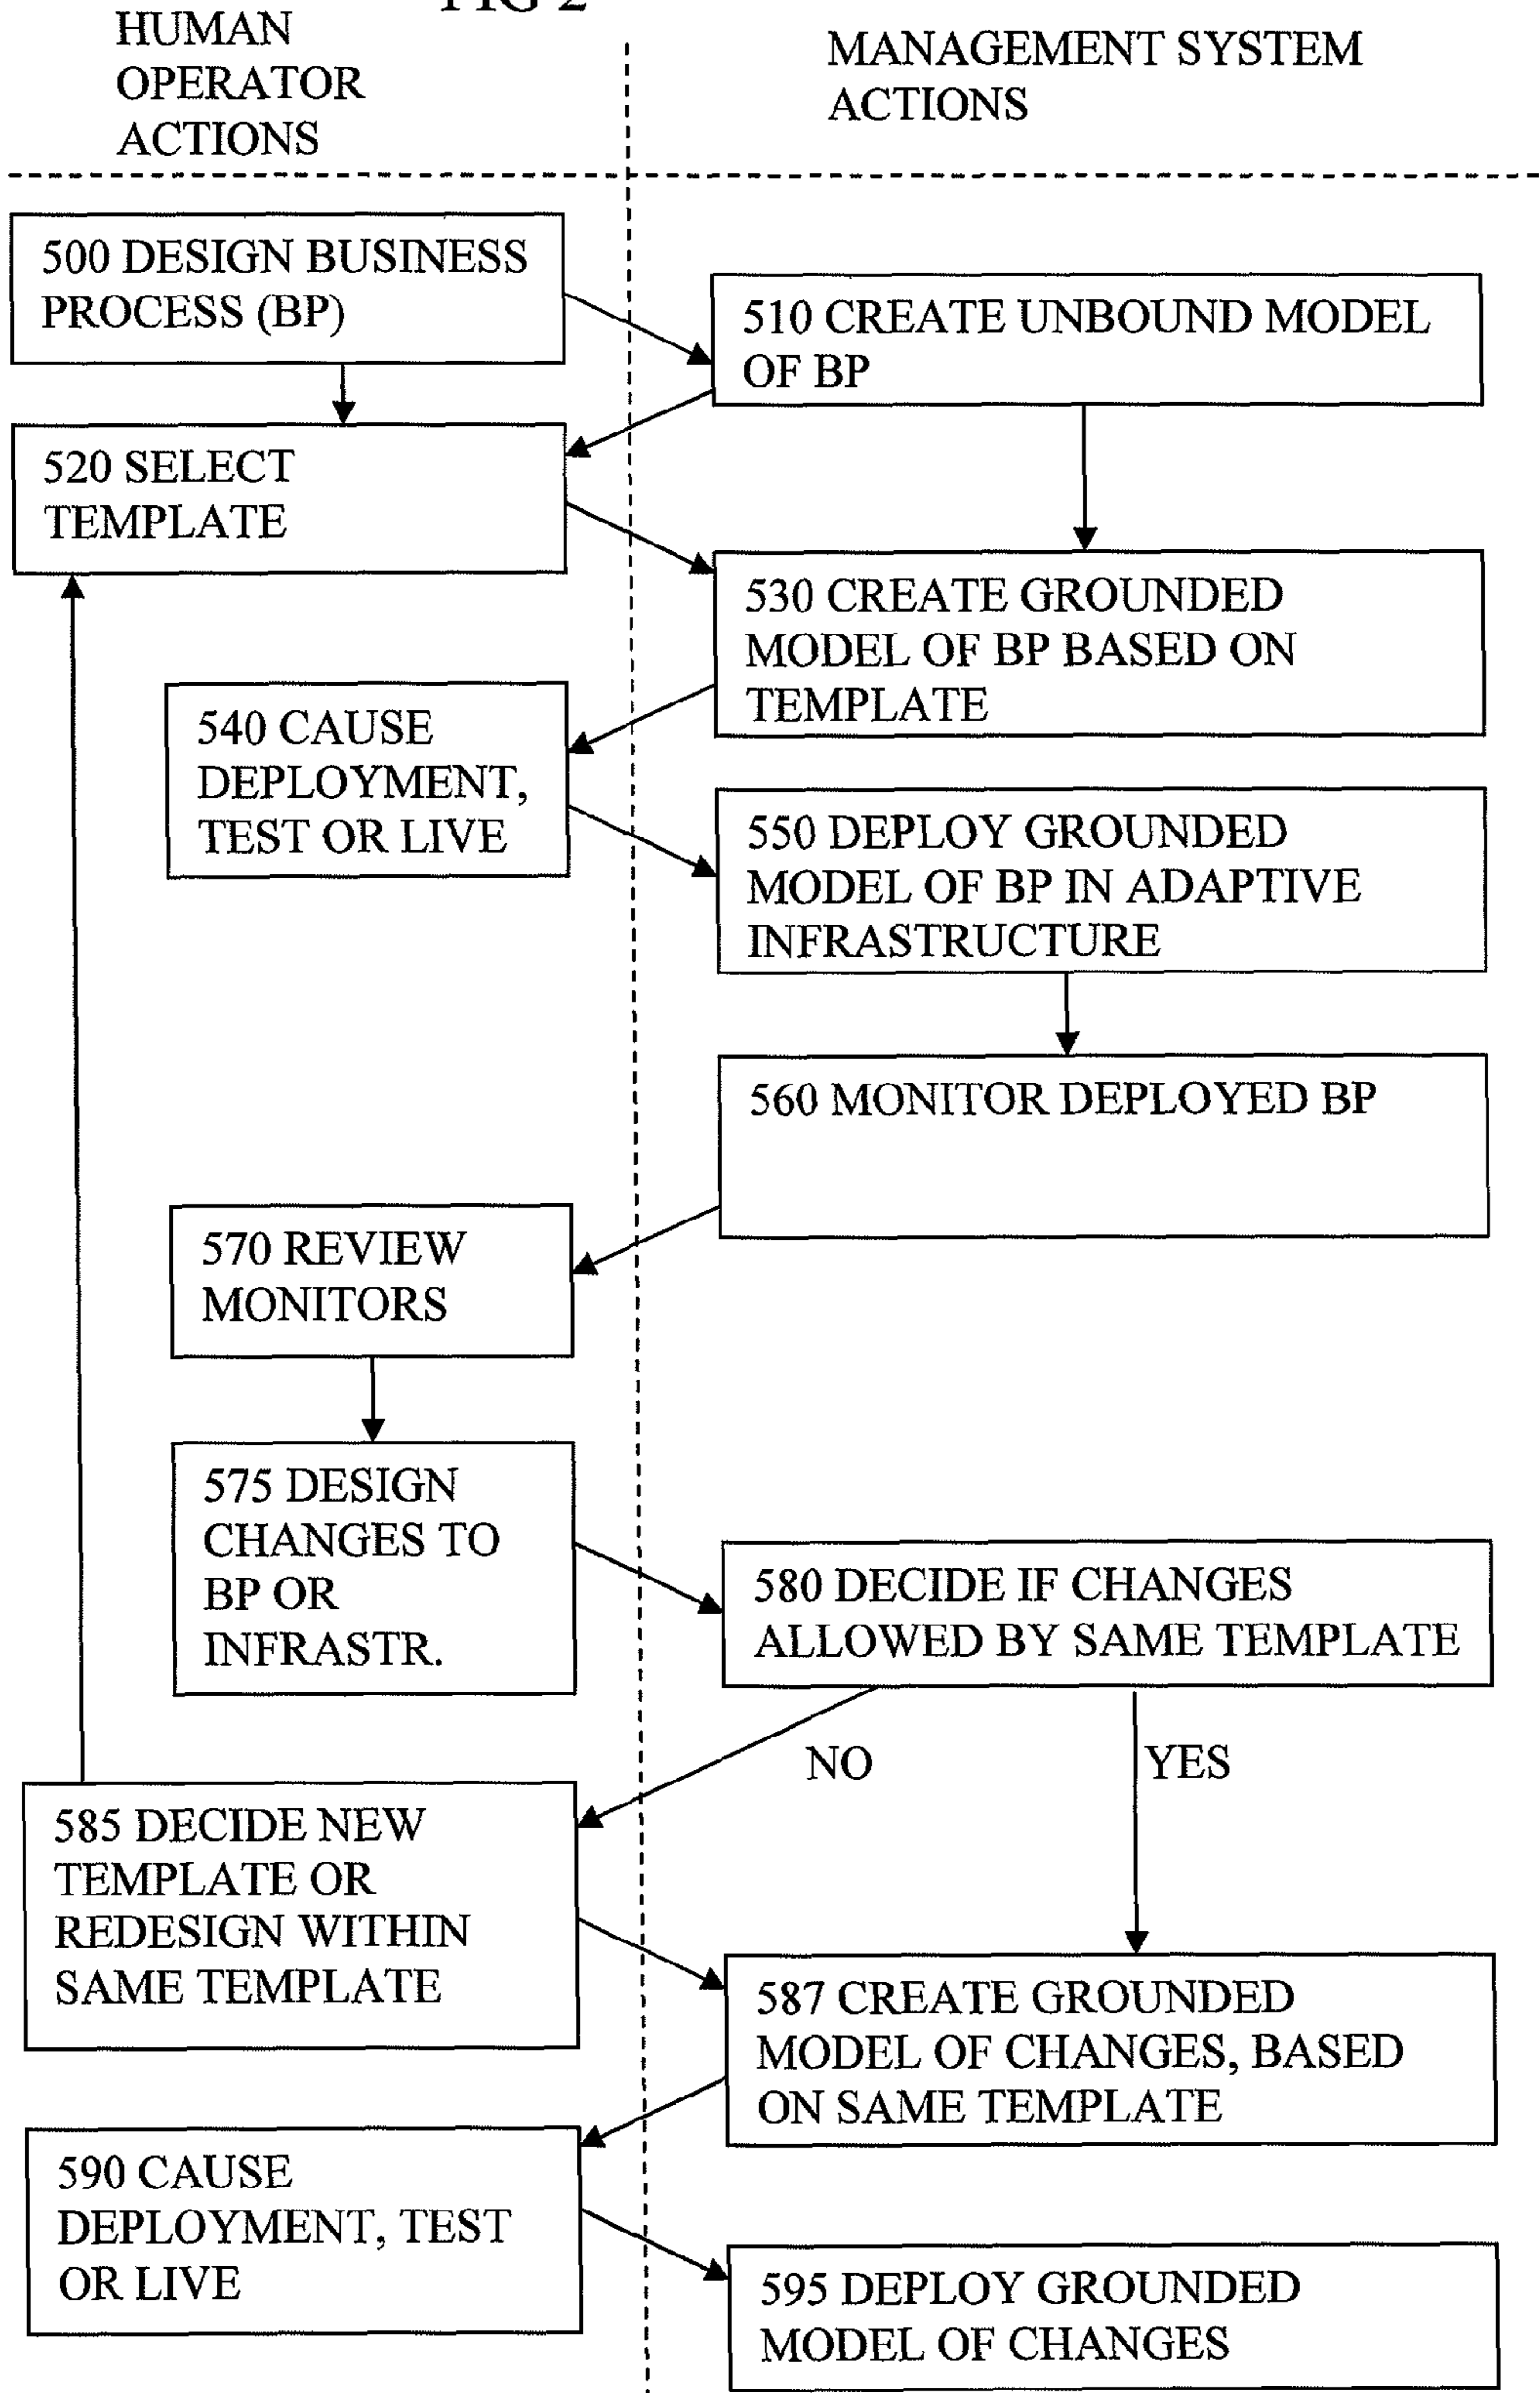 FIG 2
HUMAN
OPERATOR
ACTIONS
MANAGEMENT SYSTEM
ACTIONS
500 DESIGN BUSINESS
PROCESS (BP)
510 CREATE UNBOUND MODEL
OF BP
520 SELECT
TEMPLATE
530 CREATE GROUNDED
MODEL OF BP BASED ON
TEMPLATE
540 CAUSE
DEPLOYMENT,
TEST OR LIVE
550 DEPLOY GROUNDED
MODEL OF BP IN ADAPTIVE
INFRASTRUCTURE
560 MONITOR DEPLOYED BP
570 REVIEW
MONITORS
575 DESIGN
CHANGES TO
BP OR
INFRASTR.
580 DECIDE IF CHANGES
ALLOWED BY SAME TEMPLATE
NO
YES
585 DECIDE NEW
TEMPLATE OR
REDESIGN WITHIN
SAME TEMPLATE
587 CREATE GROUNDED
MODEL OF CHANGES, BASED
ON SAME TEMPLATE
590 CAUSE
DEPLOYMENT, TEST
OR LIVE
595 DEPLOY GROUNDED
MODEL OF CHANGES